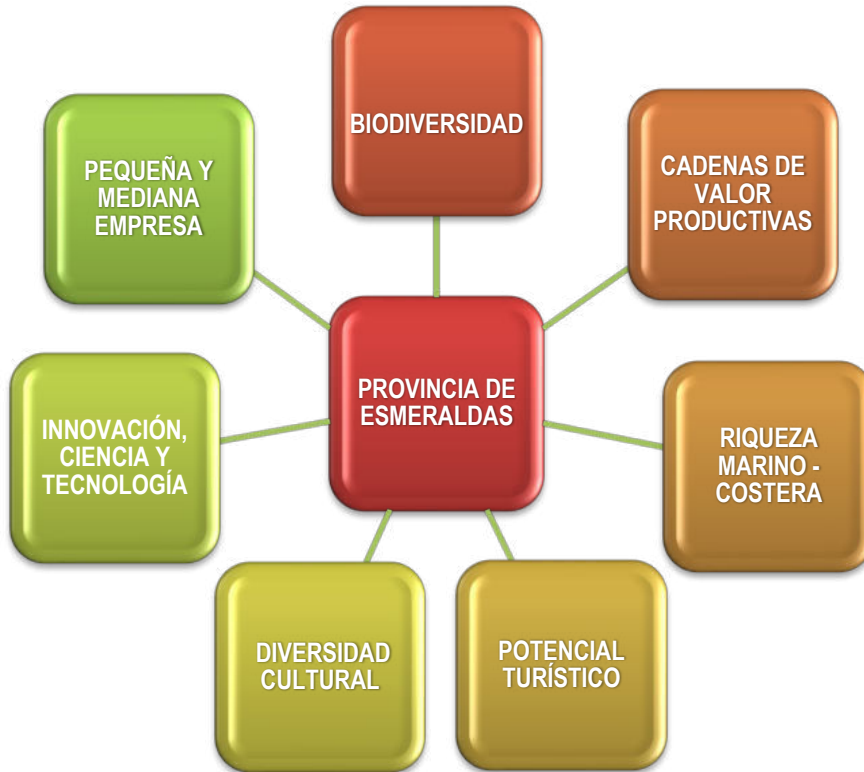 BIODIVERSIDAD
CADENAS DE
VALOR
PRODUCTIVAS
RIQUEZA
MARINO -
COSTERA
POTENCIAL
TURÍSTICO
DIVERSIDAD
CULTURAL
INNOVACIÓN,
CIENCIA Y
TECNOLOGÍA
PEQUEÑA Y
MEDIANA
EMPRESA
PROVINCIA DE
ESMERALDAS